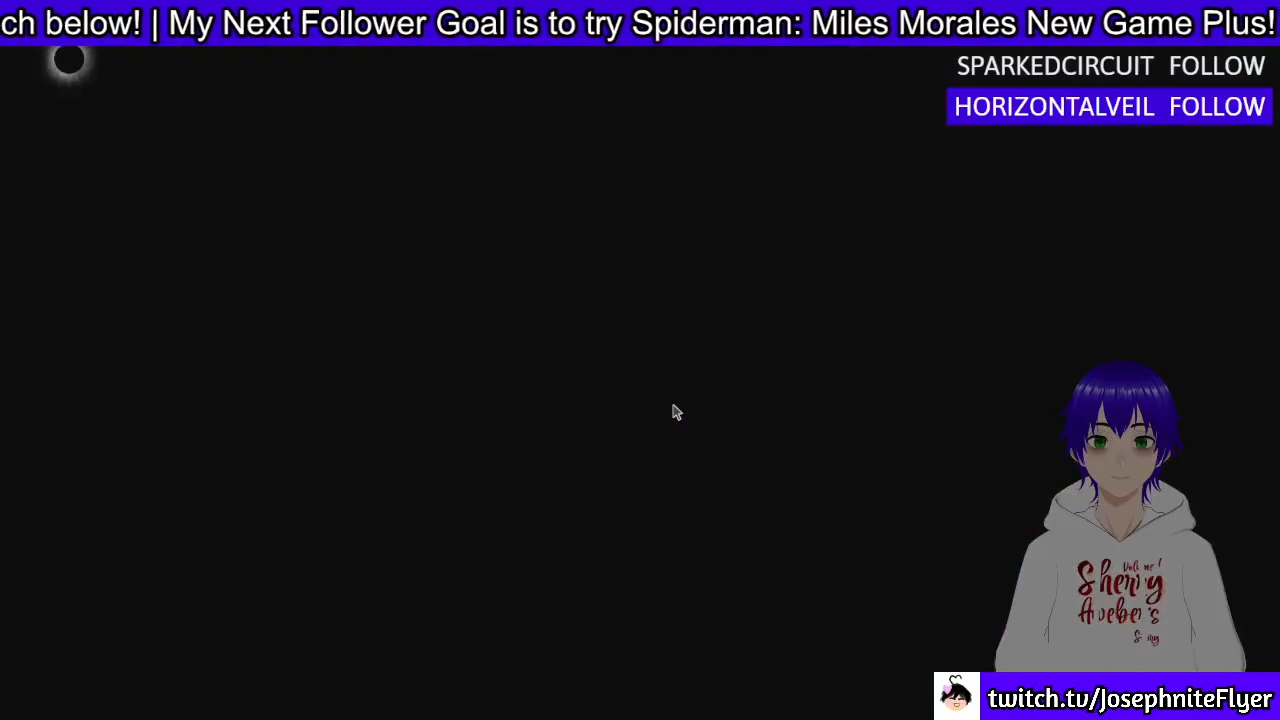 ch below! | My Next Follower Goal is to try Spiderman: Miles Morales New Game Plus!
SPARKEDCIRCUIT FOLLOW
HORIZONTALVEIL FOLLOW
Sherry
twitch.tv/JosephniteFlyer